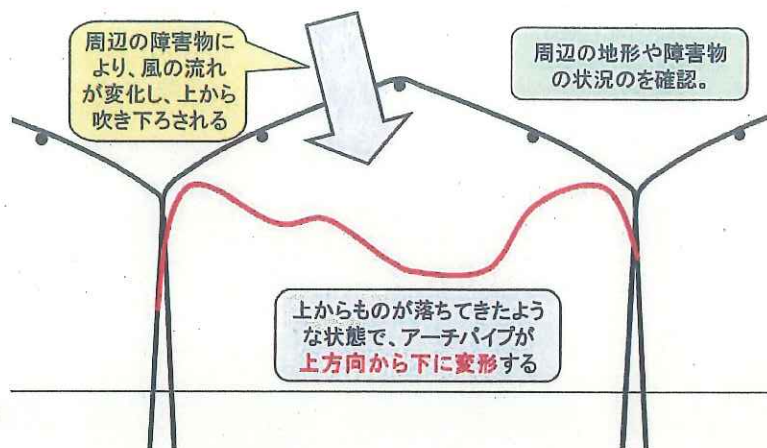 周辺の障害物に
より、風の流れ
が変化し、上から
吹き下ろされる
周辺の地形や障害物
の状況のを確認。
上からものが落ちてきたよう
な状態で、アーチパイプが
上方向から下に変形する